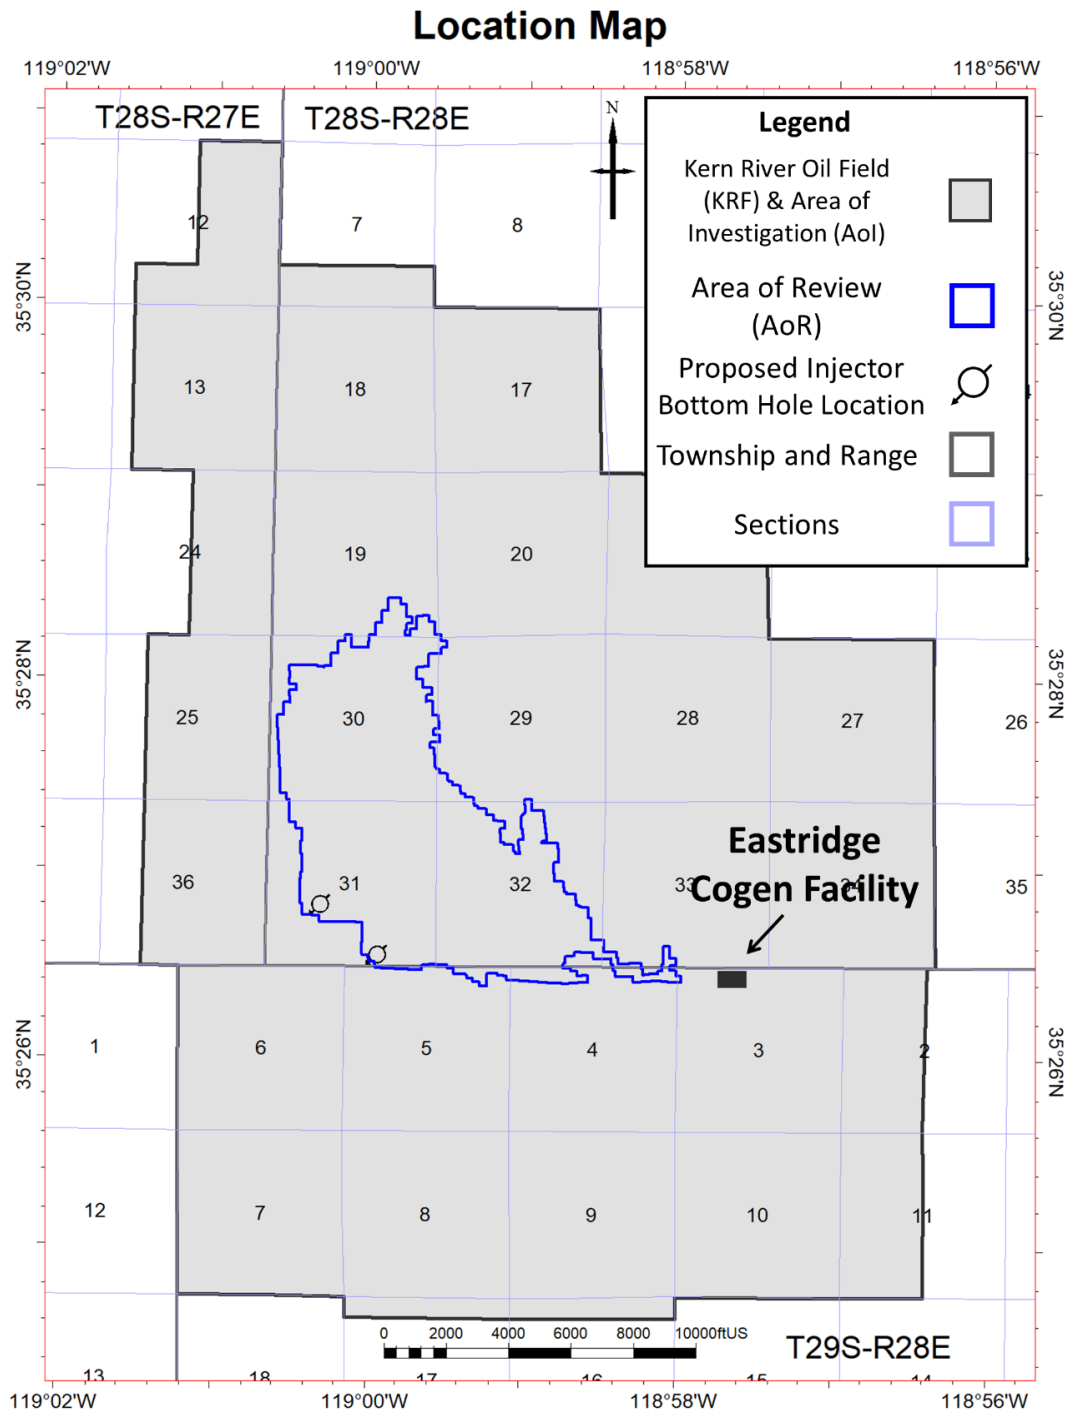 Location Map
119°02'W 119°00'W 118°58'W 118°56'W
T28S-R27E T28S-R28E
N
Legend
Kern River Oil Field
(KRF) & Area of
Investigation (AoI)
Area of Review
(AoR)
Proposed Injector
Bottom Hole Location
Township and Range
Sections
12 7 8
35°30'N 35°30'N
13 18 17
24 19 20
35°28'N 35°28'N
25 30 29 28 27 26
Eastridge
Cogen Facility
36 31 32 33 34 35
35°26'N 35°26'N
1 6 5 4 3 2
12 7 8 9 10 11
0 2000 4000 6000 8000 10000ftUS
T29S-R28E
13 18 17 16 15 14
119°02'W 119°00'W 118°58'W 118°56'W